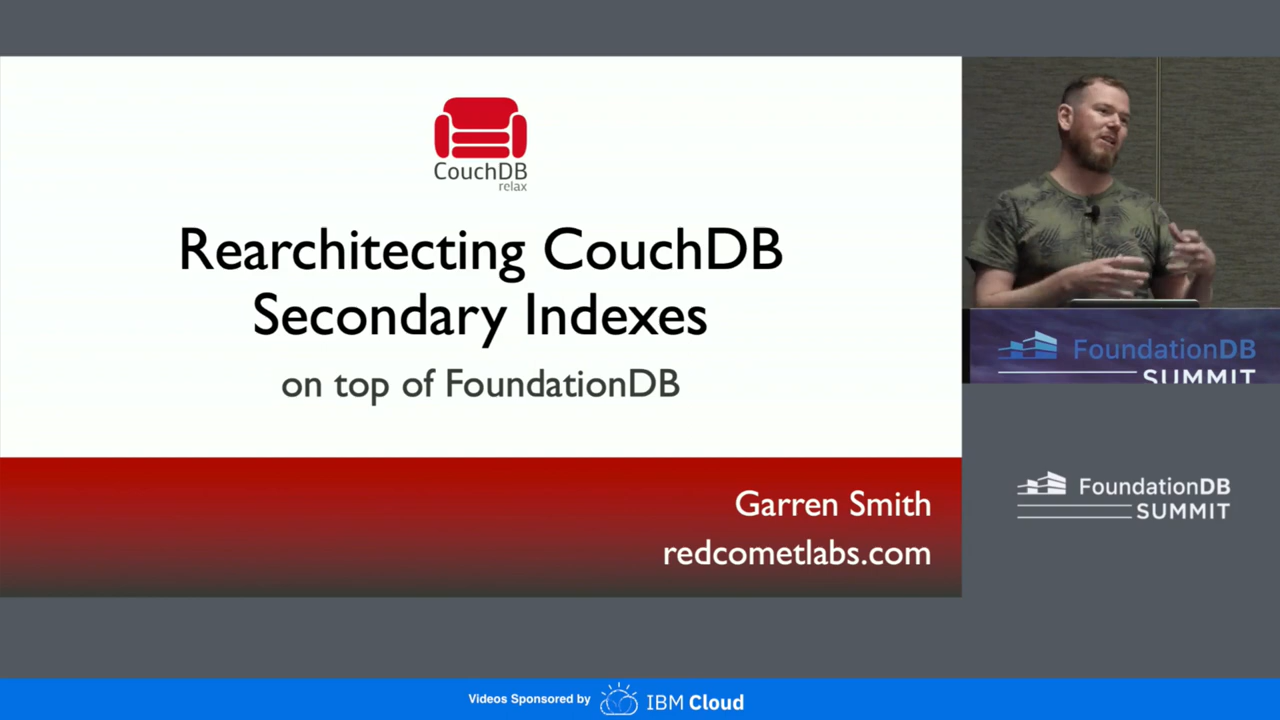 CouchDB
relax
Rearchitecting CouchDB
Secondary Indexes
on top of FoundationDB
Garren Smith
redcometlabs.com
FoundationDB
SUMMIT
FoundationDB
SUMMIT
Videos Sponsored by IBM Cloud